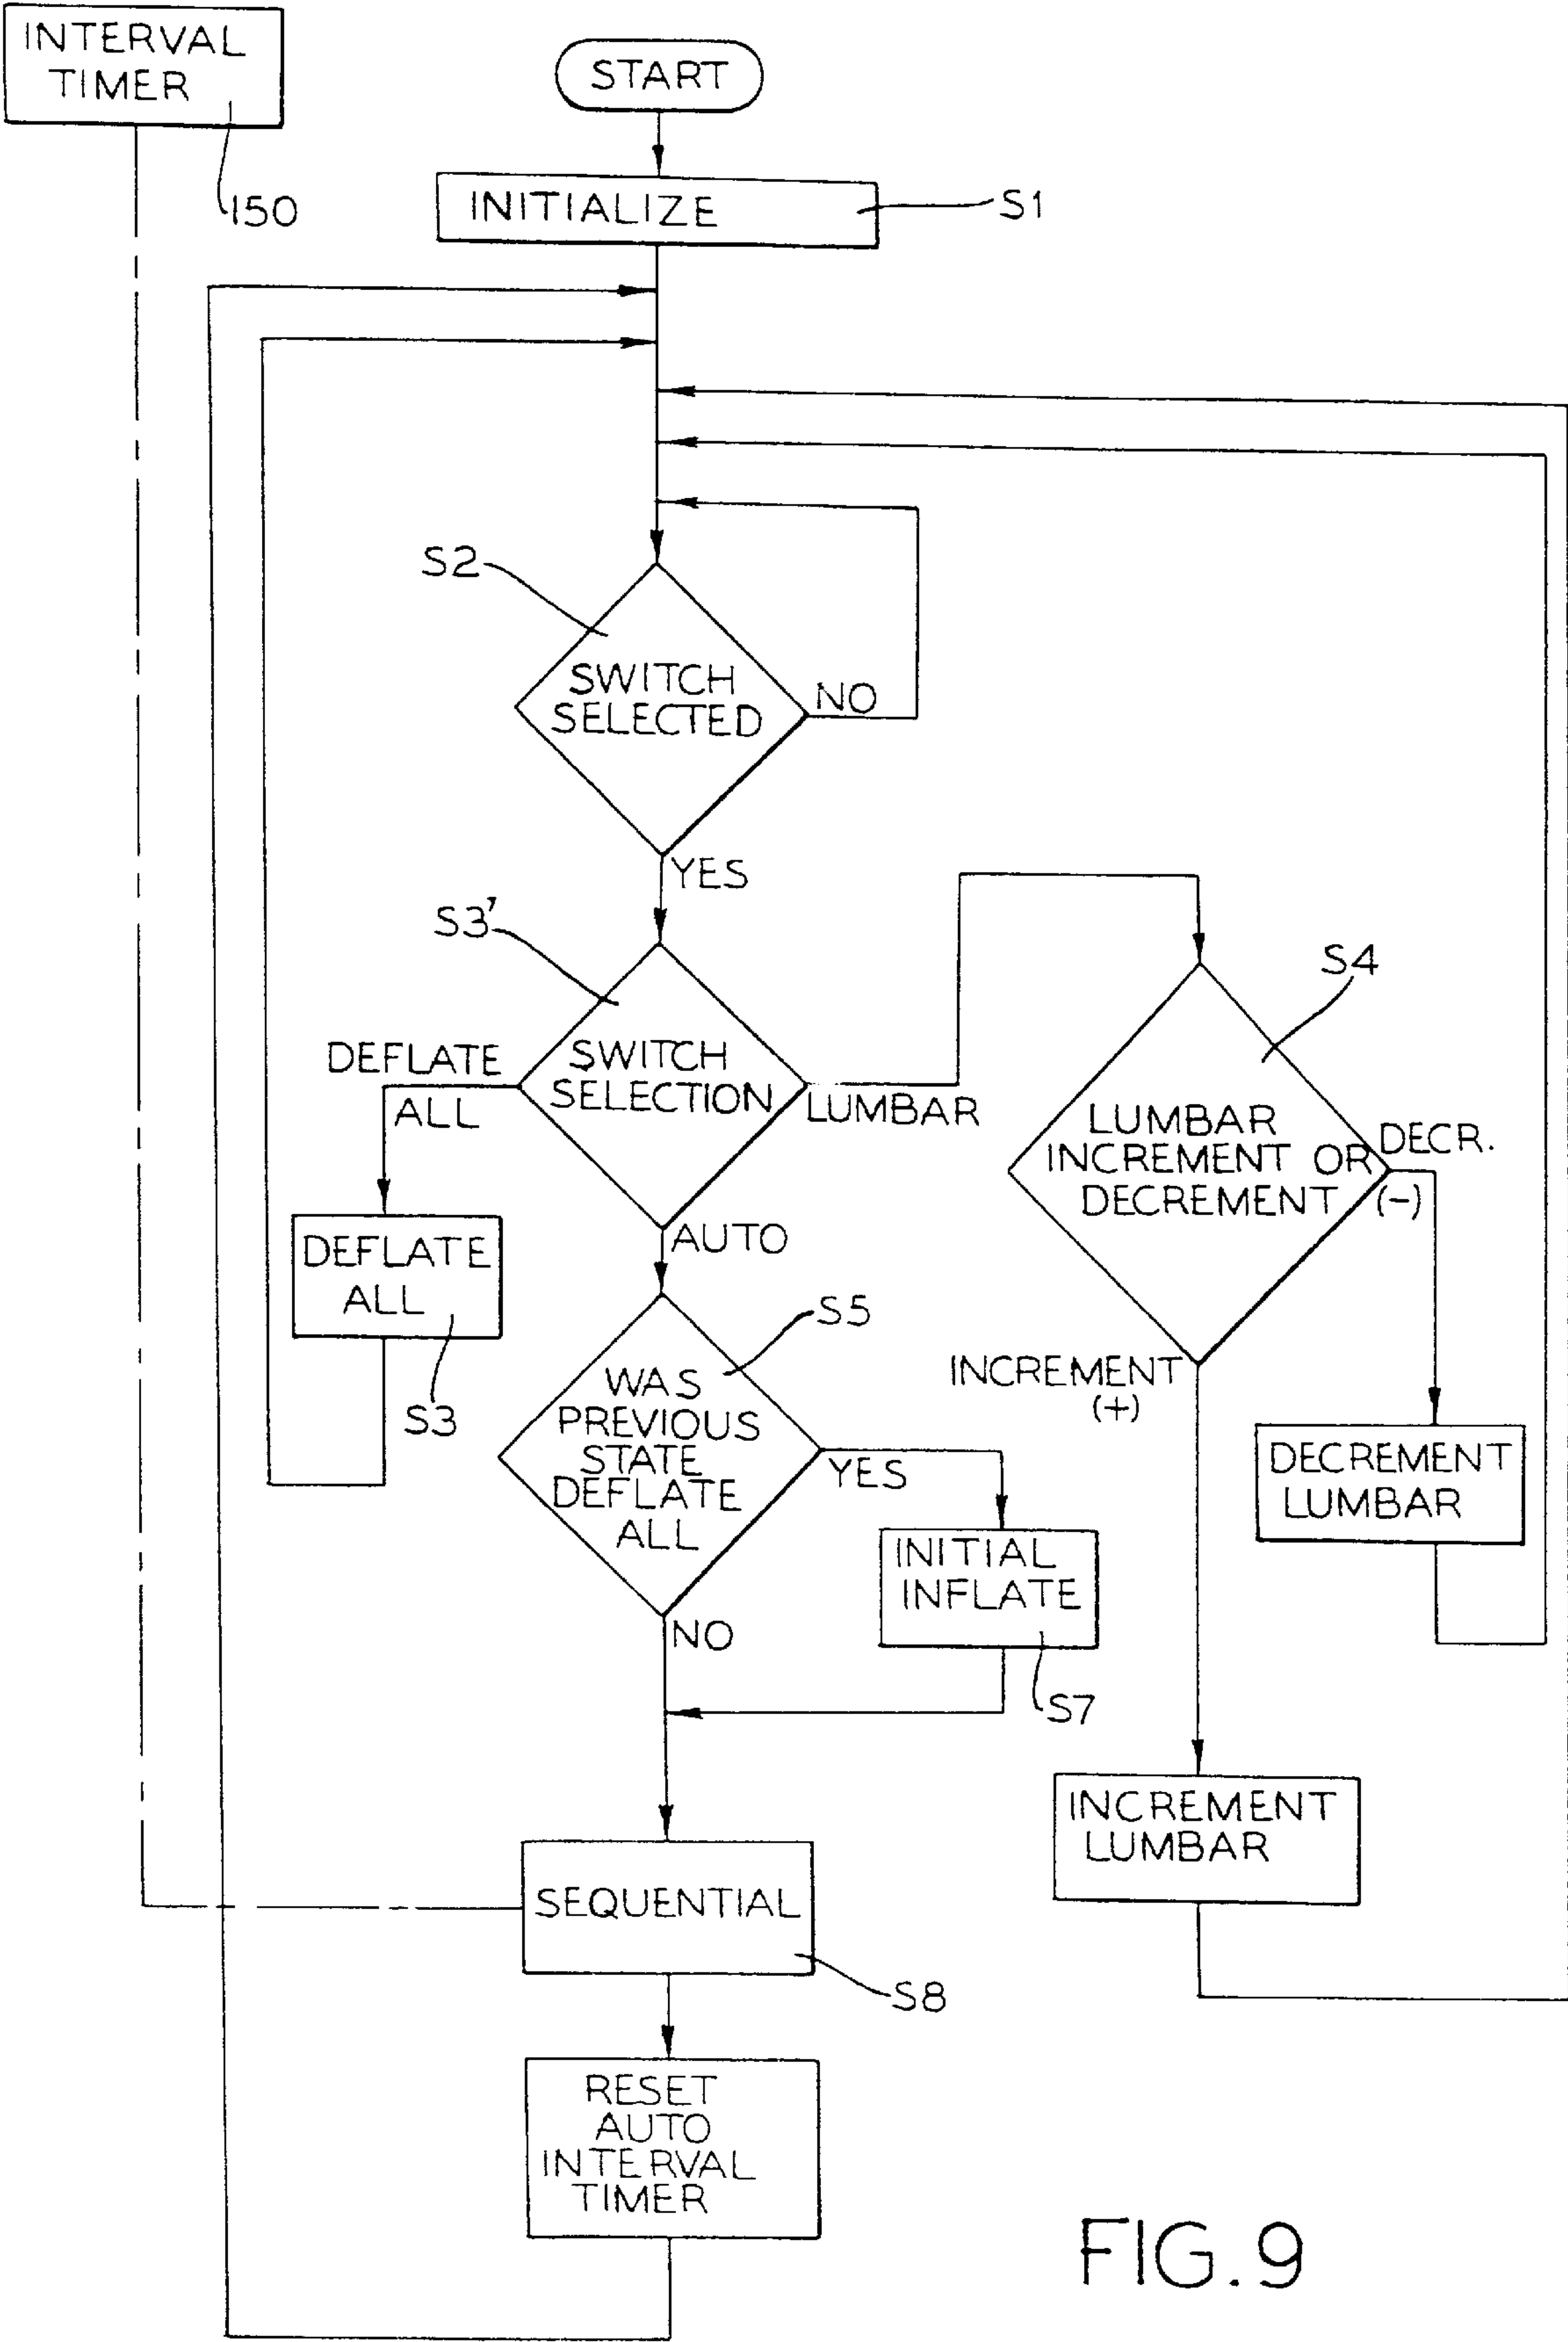 INTERVAL
TIMER
150
START
INITIALIZE
S1
S2
SWITCH
SELECTED
NO
YES
S3'
SWITCH
SELECTION
DEFLATE
ALL
LUMBAR
AUTO
S4
LUMBAR
INCREMENT OR
DECREMENT
DECR.
(-)
INCREMENT
(+)
DEFLATE
ALL
S3
S5
WAS
PREVIOUS
STATE
DEFLATE
ALL
YES
NO
INITIAL
INFLATE
S7
DECREMENT
LUMBAR
INCREMENT
LUMBAR
SEQUENTIAL
S8
RESET
AUTO
INTERVAL
TIMER
FIG. 9